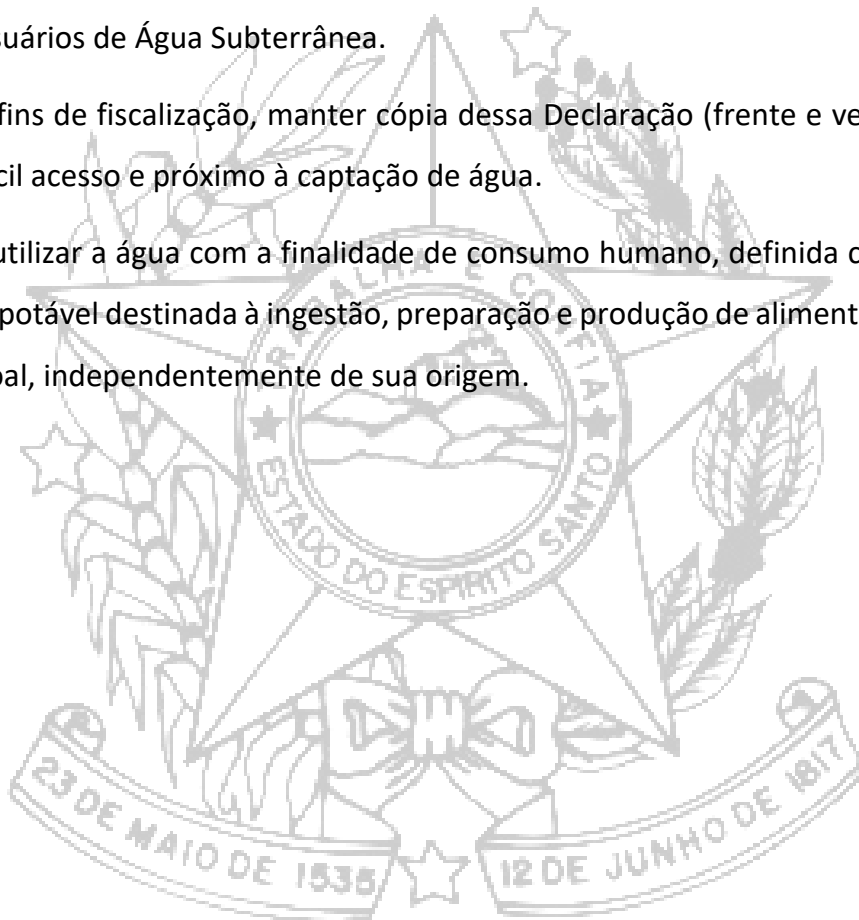 suários de Água Subterrânea.
fins de fiscalização, manter cópia dessa Declaração (frente e ve
cil acesso e próximo à captação de água.
utilizar a água com a finalidade de consumo humano, definida c
potável destinada à ingestão, preparação e produção de aliment
oal, independentemente de sua origem.
TRABALHA E CONFIA
ESTADO DO ESPIRITO SANTO
23 DE MAIO DE 1535
12 DE JUNHO DE 1817